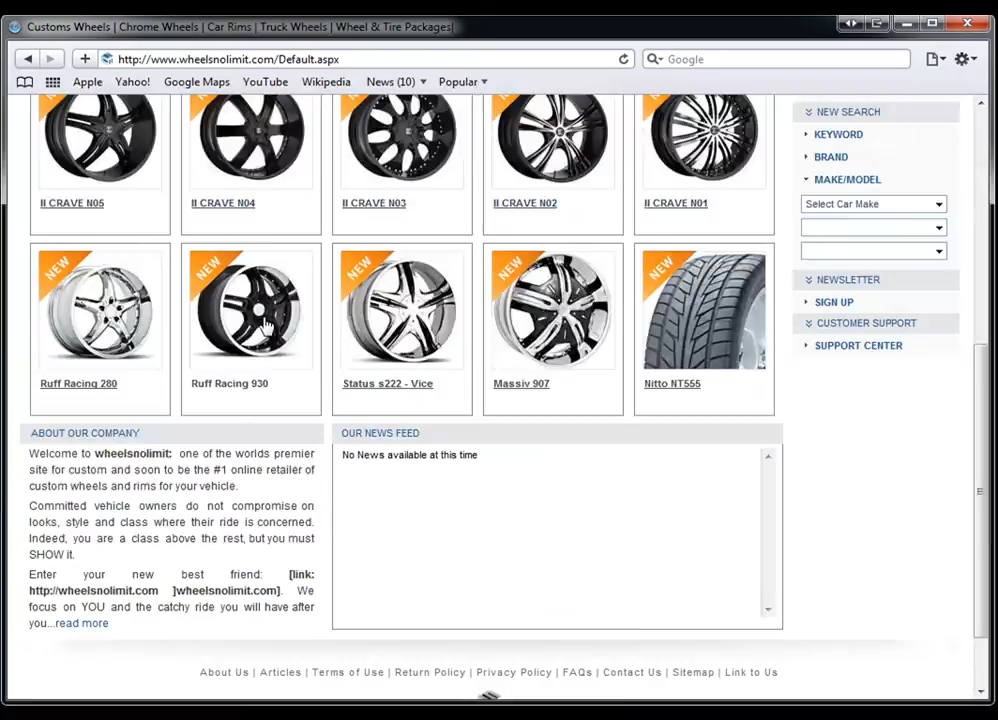 Customs Wheels | Chrome Wheels | Car Rims | Truck Wheels | Wheel & Tire Packages
http://www.wheelsnolimit.com/Default.aspx
Google
Apple Yahoo! Google Maps YouTube Wikipedia News (10) Popular
II CRAVE N05 II CRAVE N04 II CRAVE N03 II CRAVE N02 II CRAVE N01
NEW NEW NEW NEW NEW
Ruff Racing 280 Ruff Racing 930 Status s222 - Vice Massiv 907 Nitto NT555
NEW SEARCH
KEYWORD
BRAND
MAKE/MODEL
Select Car Make
NEWSLETTER
SIGN UP
CUSTOMER SUPPORT
SUPPORT CENTER
ABOUT OUR COMPANY
Welcome to wheelsnolimit: one of the worlds premier
site for custom and soon to be the #1 online retailer of
custom wheels and rims for your vehicle.
Committed vehicle owners do not compromise on
looks, style and class where their ride is concerned.
Indeed, you are a class above the rest, but you must
SHOW it.
Enter your new best friend: [link:
http://wheelsnolimit.com ]wheelsnolimit.com]. We
focus on YOU and the catchy ride you will have after
you...read more
OUR NEWS FEED
No News available at this time
About Us | Articles | Terms of Use | Return Policy | Privacy Policy | FAQs | Contact Us | Sitemap | Link to Us